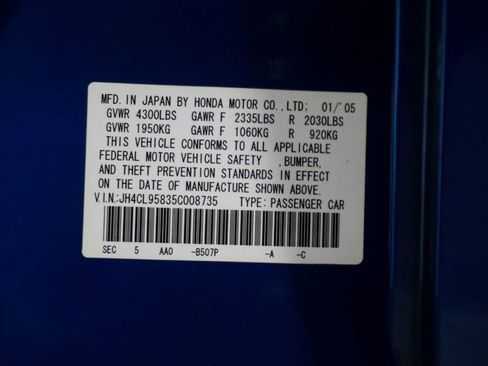 MFD. IN JAPAN BY HONDA MOTOR CO., LTD: 01/'05
GVWR 4300LBS GAWR F 2335LBS R 2030LBS
GVWR 1950KG GAWR F 1060KG R 920KG
THIS VEHICLE CONFORMS TO ALL APPLICABLE
FEDERAL MOTOR VEHICLE SAFETY ,BUMPER,
AND THEFT PREVENTION STANDARDS IN EFFECT
ON THE DATE OF MANUFACTURE SHOWN ABOVE.
V.I.N.:JH4CL95835C008735 TYPE: PASSENGER CAR
SEC 5 AA0 -B507P -A -C